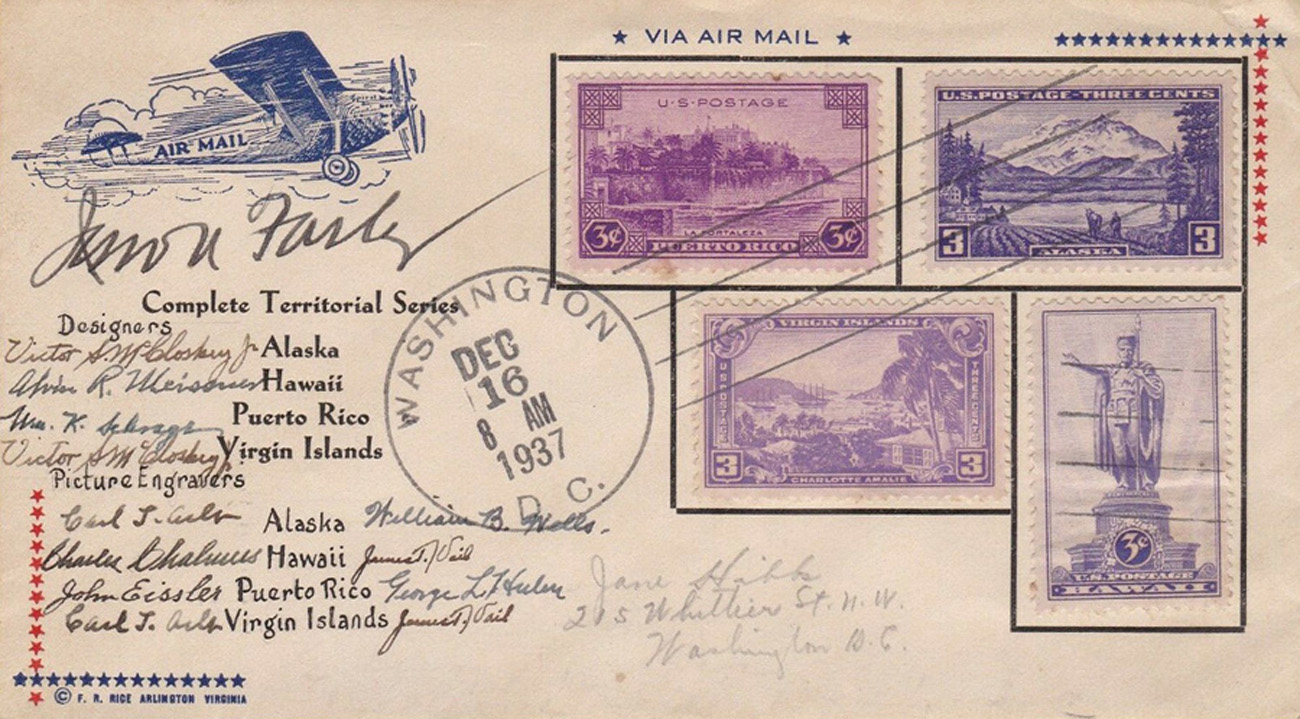 ★ VIA AIR MAIL ★
AIR MAIL
U·S·POSTAGE
LA FORTALEZA
3¢ PUERTO RICO 3¢
U.S. POSTAGE-THREE CENTS
3 ALASKA 3
VIRGIN ISLANDS
U.S POSTAGE
THREE CENTS
3 3
CHARLOTTE AMALIE
3¢
U.S. POSTAGE
HAWAII
WASHINGTON
DEC
16
8 AM
1937
D. C.
Complete Territorial Series
Designers
Victor S McCloskey Jr Alaska
Alvin R. Meissner Hawaii
Wm. K. Schrage Puerto Rico
Victor S McCloskey Jr Virgin Islands
Picture Engravers
Carl T. Arlt Alaska William B. Wells.
Charles Chalmers Hawaii James T. Vail
John Eissler Puerto Rico George L. Huber
Carl T. Arlt Virgin Islands James T. Vail
Jane Hibbs
205 Whittier St. N.W.
Washington D.C.
© F. R. RICE ARLINGTON VIRGINIA